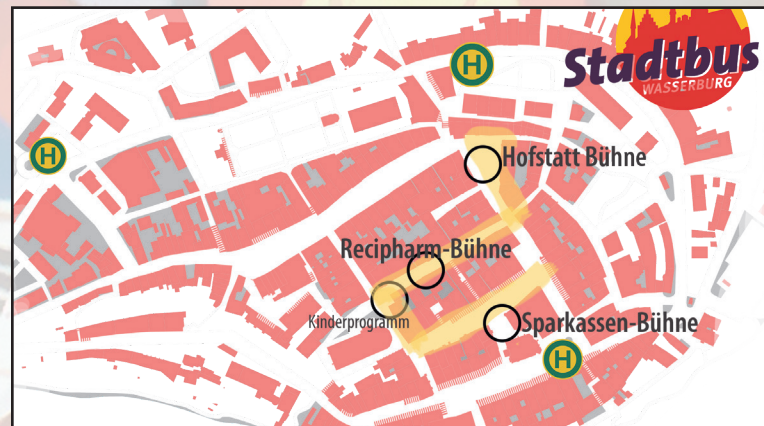 H
Stadtbus
WASSERBURG
H
Hofstatt Bühne
Recipharm-Bühne
Kinderprogramm
Sparkassen-Bühne
H